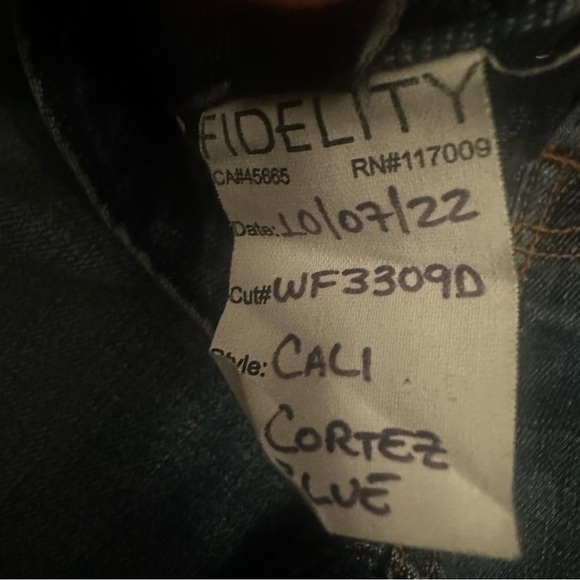 FIDELITY
CA#45665 RN#117009
Date: 10/07/22
Cut# WF3309D
Style: CALI
CORTEZ
BLUE